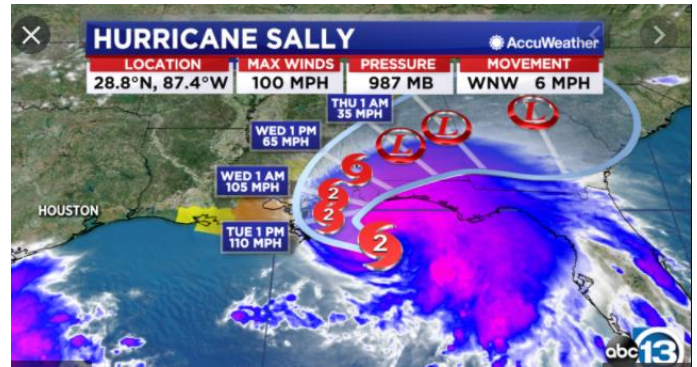 HURRICANE SALLY
AccuWeather
LOCATION
MAX WINDS
PRESSURE
MOVEMENT
28.8°N, 87.4°W
100 MPH
987 MB
WNW 6 MPH
THU 1 AM
35 MPH
WED 1 PM
65 MPH
WED 1 AM
105 MPH
TUE 1 PM
110 MPH
HOUSTON
L
L
L
2
2
2
abc 13